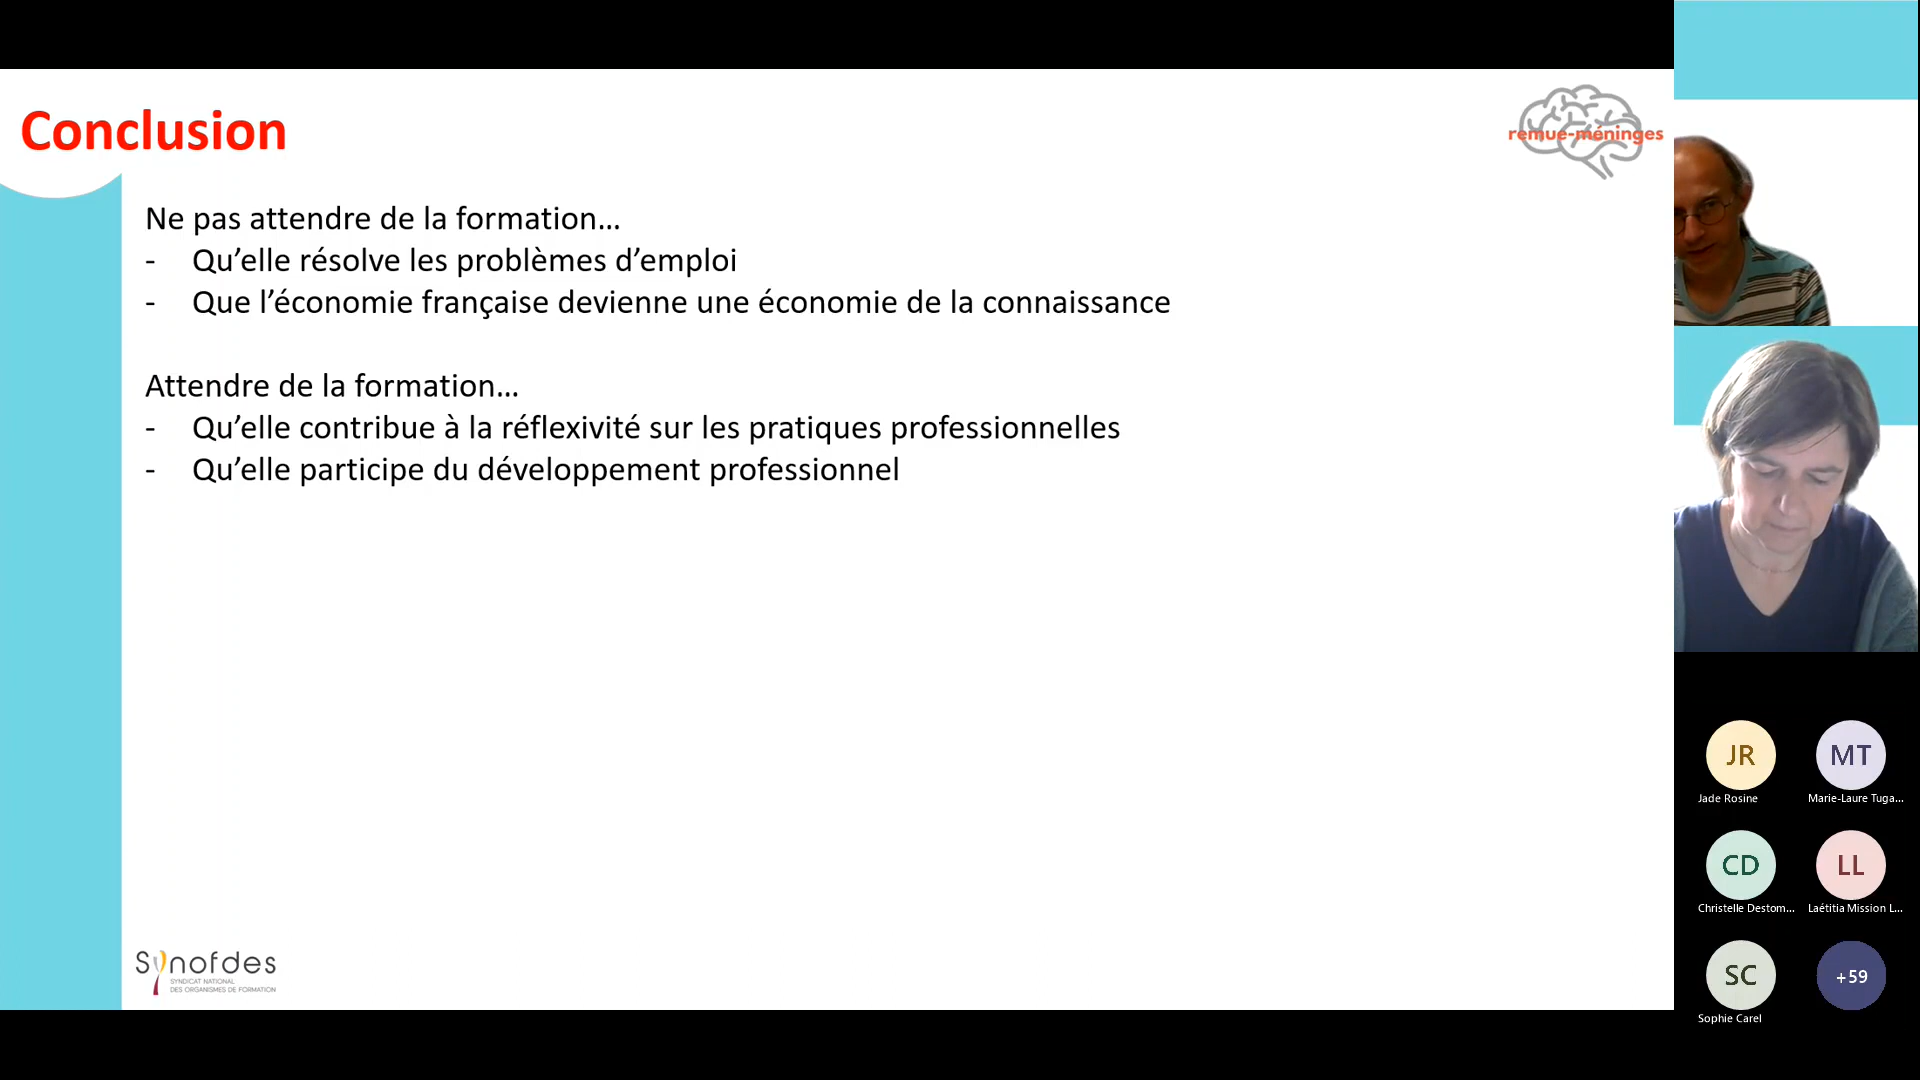 Conclusion
remue-méninges
Ne pas attendre de la formation…
- Qu’elle résolve les problèmes d’emploi
- Que l’économie française devienne une économie de la connaissance
Attendre de la formation…
- Qu’elle contribue à la réflexivité sur les pratiques professionnelles
- Qu’elle participe du développement professionnel
Synofdes
SYNDICAT NATIONAL
DES ORGANISMES DE FORMATION
JR
MT
Jade Rosine
Marie-Laure Tuga...
CD
LL
Christelle Destom...
Laétitia Mission L...
SC
+59
Sophie Carel